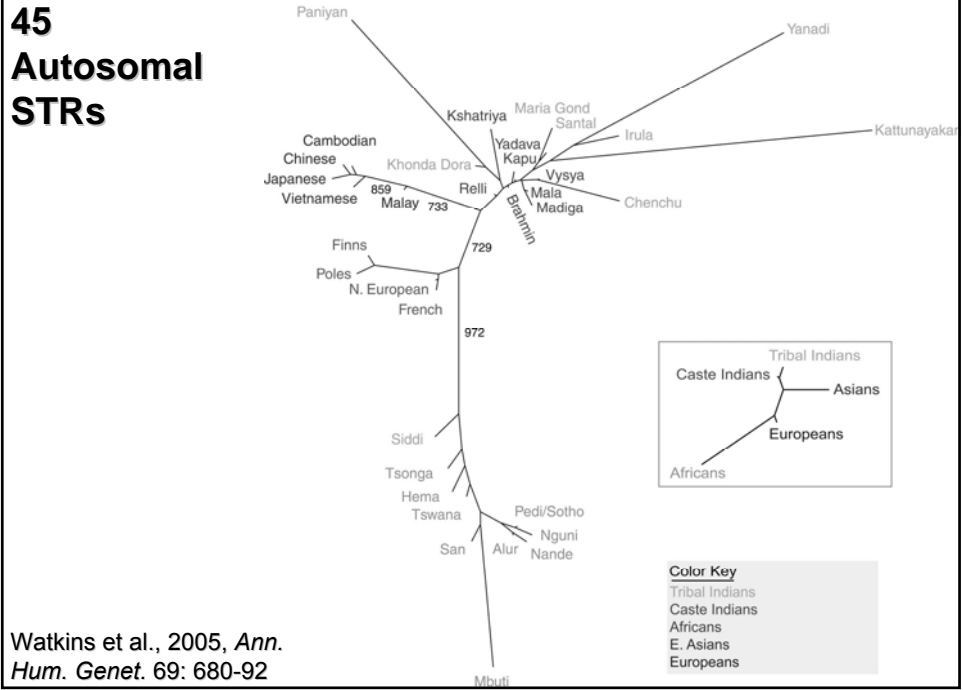 45
Autosomal
STRs
Paniyan
Yanadi
Kshatriya
Maria Gond
Santal
Irula
Kattunayakar
Yadava
Kapu
Cambodian
Chinese
Japanese
Vietnamese
Khonda Dora
Relli
Vysya
Mala
Madiga
Brahmin
Chenchu
859
Malay
733
729
Finns
Poles
N. European
French
972
Tribal Indians
Caste Indians
Asians
Europeans
Africans
Siddi
Tsonga
Hema
Tswana
Pedi/Sotho
Nguni
San
Alur
Nande
Mbuti
Color Key
Tribal Indians
Caste Indians
Africans
E. Asians
Europeans
Watkins et al., 2005, Ann.
Hum. Genet. 69: 680-92